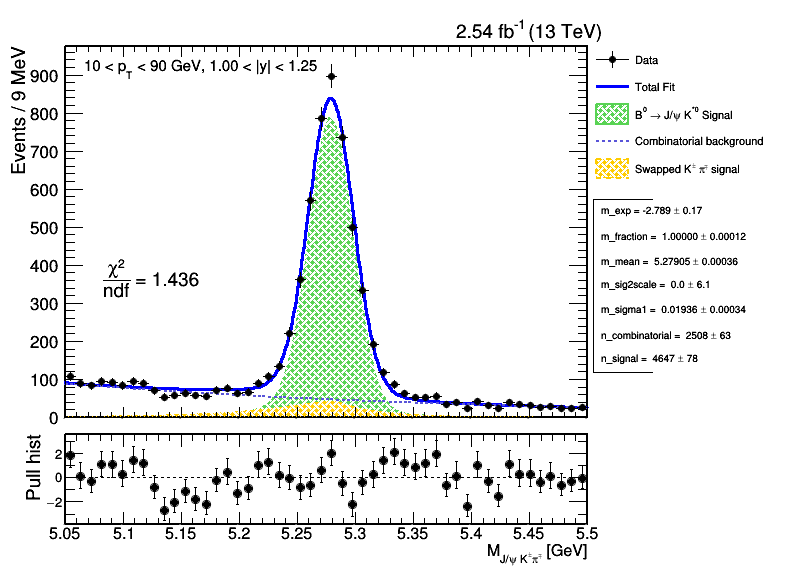 2.54 fb⁻¹ (13 TeV)
Events / 9 MeV
10 < p_T < 90 GeV, 1.00 < |y| < 1.25
900
800
700
600
500
400
300
200
100
0
χ²/ndf = 1.436
Data
Total Fit
B⁰ → J/ψ K*⁰ Signal
Combinatorial background
Swapped K± π∓ signal
m_exp = -2.789 ± 0.17
m_fraction = 1.00000 ± 0.00012
m_mean = 5.27905 ± 0.00036
m_sig2scale = 0.0 ± 6.1
m_sigma1 = 0.01936 ± 0.00034
n_combinatorial = 2508 ± 63
n_signal = 4647 ± 78
Pull hist
2
0
−2
5.05 5.1 5.15 5.2 5.25 5.3 5.35 5.4 5.45 5.5
M_J/ψ K±π∓ [GeV]